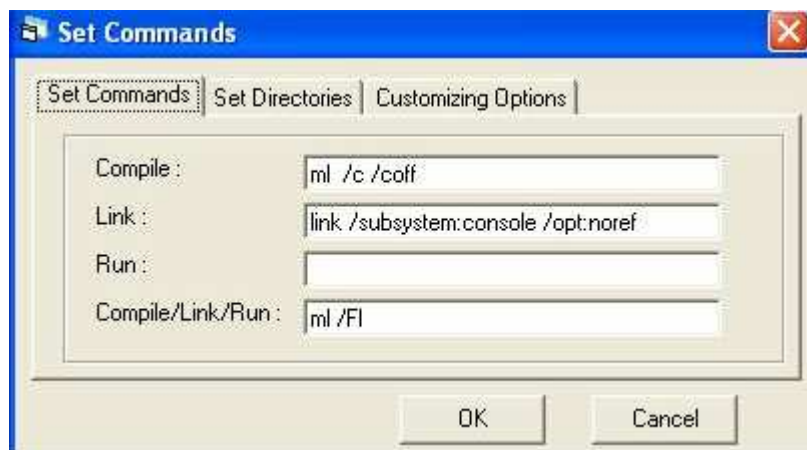 Set Commands
Set Commands Set Directories Customizing Options
Compile : ml /c /coff
Link : link /subsystem:console /opt:noref
Run :
Compile/Link/Run : ml /Fl
OK Cancel